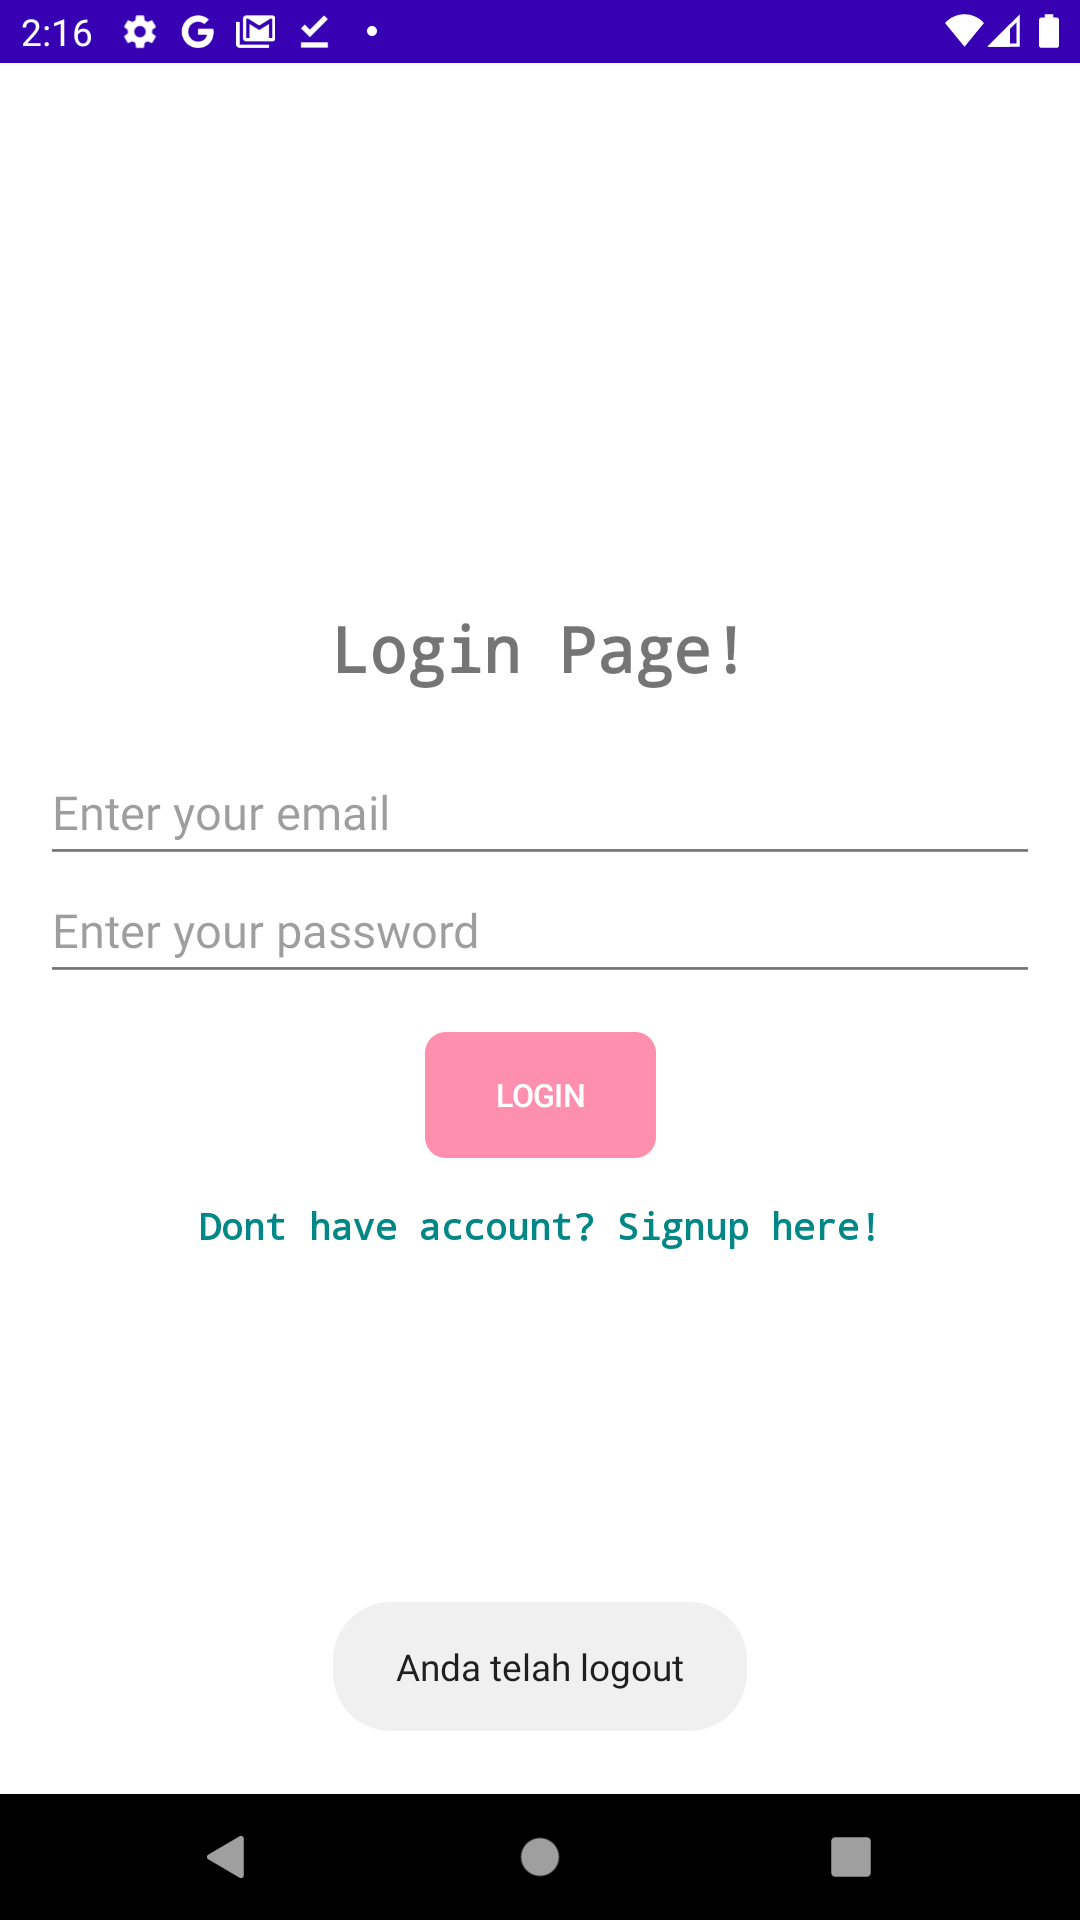 2:16
Login Page!
Enter your email
Enter your password
LOGIN
Dont have account? Signup here!
Anda telah logout